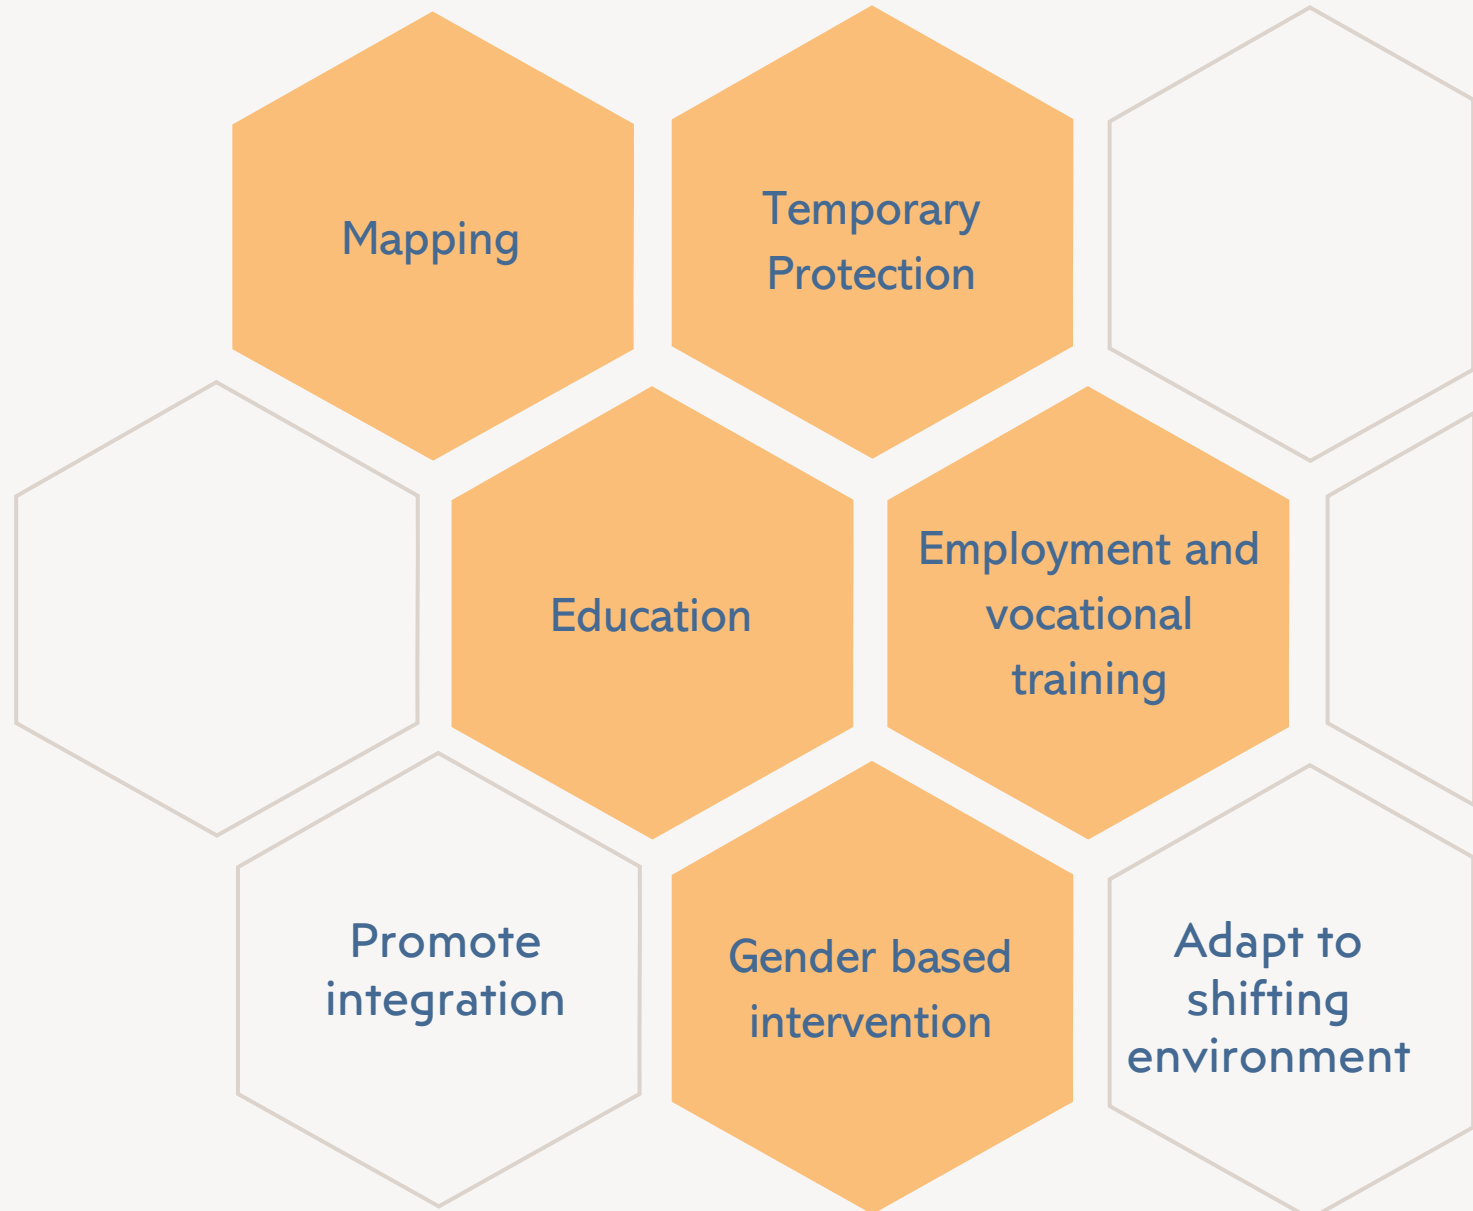 Mapping
Temporary
Protection
Education
Employment and
vocational
training
Promote
integration
Gender based
intervention
Adapt to
shifting
environment